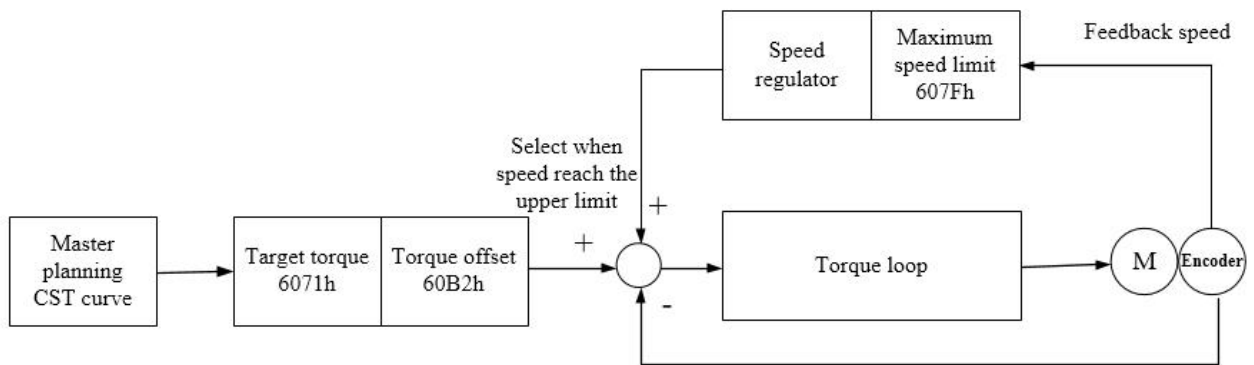 Feedback speed
Speed
regulator
Maximum
speed limit
607Fh
Select when
speed reach the
upper limit
+
+
-
Master
planning
CST curve
Target torque
6071h
Torque offset
60B2h
Torque loop
M
Encoder